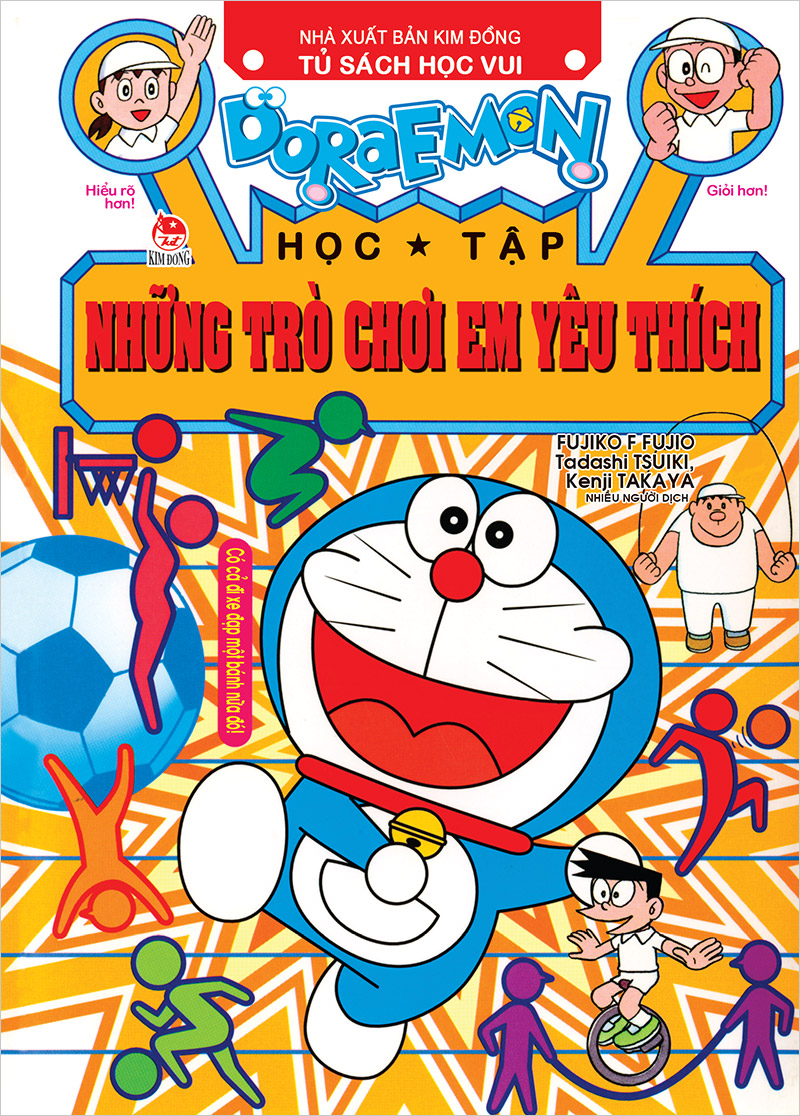 NHÀ XUẤT BẢN KIM ĐỒNG
TỦ SÁCH HỌC VUI
DORAEMON
Hiểu rõ
hơn!
Giỏi hơn!
KIM ĐỒNG
HỌC ★ TẬP
NHỮNG TRÒ CHƠI EM YÊU THÍCH
FUJIKO F FUJIO
Tadashi TSUIKI,
Kenji TAKAYA
NHIỀU NGƯỜI DỊCH
Có cả đi xe đạp một bánh nữa đó!